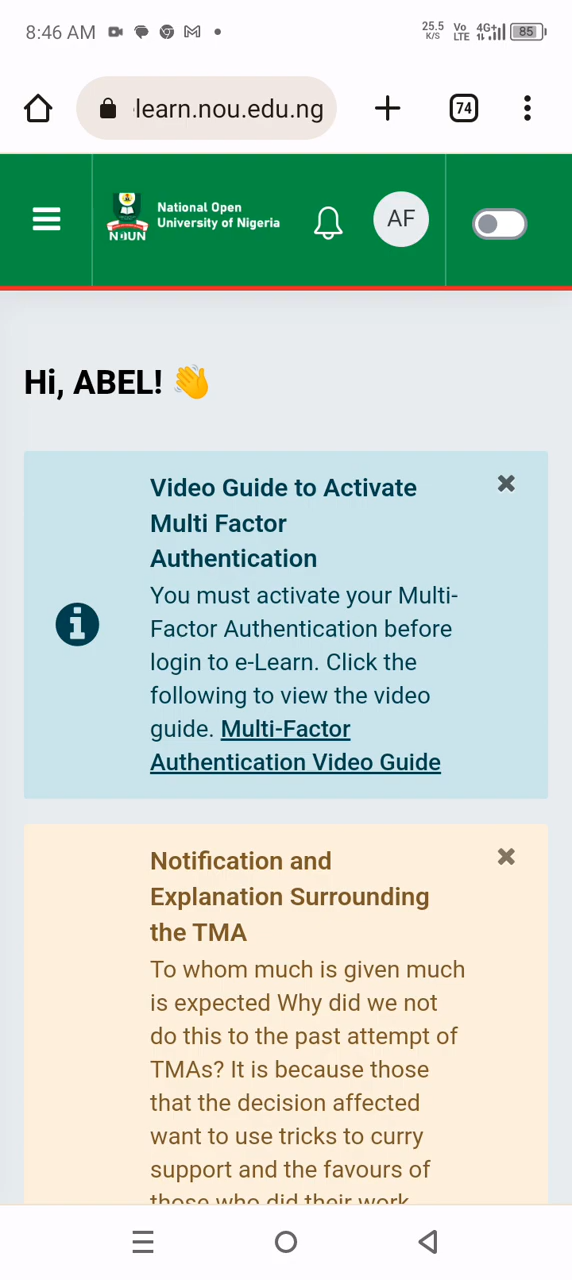 8:46 AM
25.5 K/S Vo LTE 4G+ 85
learn.nou.edu.ng
74
National Open
University of Nigeria
NOUN
AF
Hi, ABEL! 👋
Video Guide to Activate
Multi Factor
Authentication
You must activate your Multi-
Factor Authentication before
login to e-Learn. Click the
following to view the video
guide. Multi-Factor
Authentication Video Guide
Notification and
Explanation Surrounding
the TMA
To whom much is given much
is expected Why did we not
do this to the past attempt of
TMAs? It is because those
that the decision affected
want to use tricks to curry
support and the favours of
those who did their work